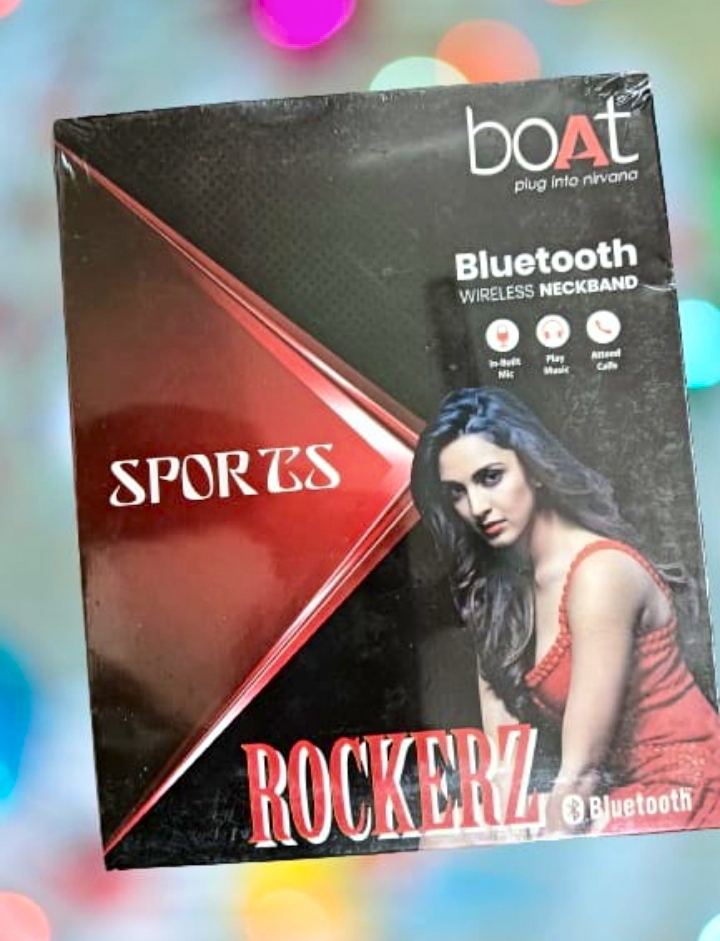 boAt
plug into nirvana
Bluetooth
WIRELESS NECKBAND
In-Built
Mic
Play
Music
Attend
Calls
SPORTS
ROCKERZ
Bluetooth